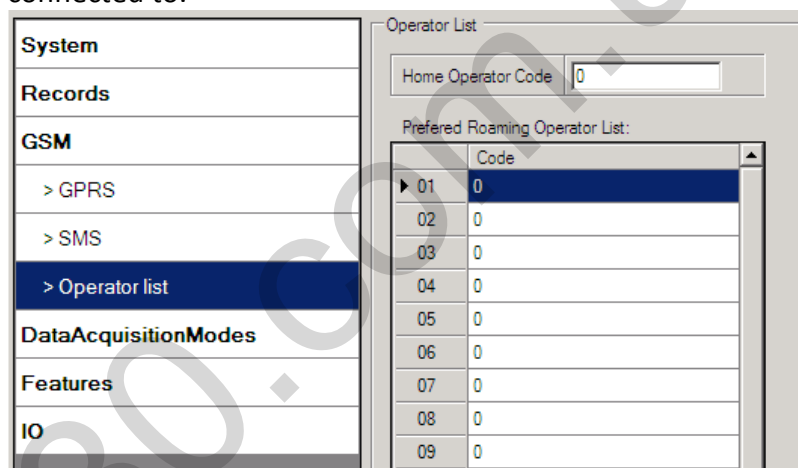 connected to.
System
Records
GSM
> GPRS
> SMS
> Operator list
DataAcquisitionModes
Features
IO
Operator List
Home Operator Code 0
Prefered Roaming Operator List:
Code
01 0
02 0
03 0
04 0
05 0
06 0
07 0
08 0
09 0